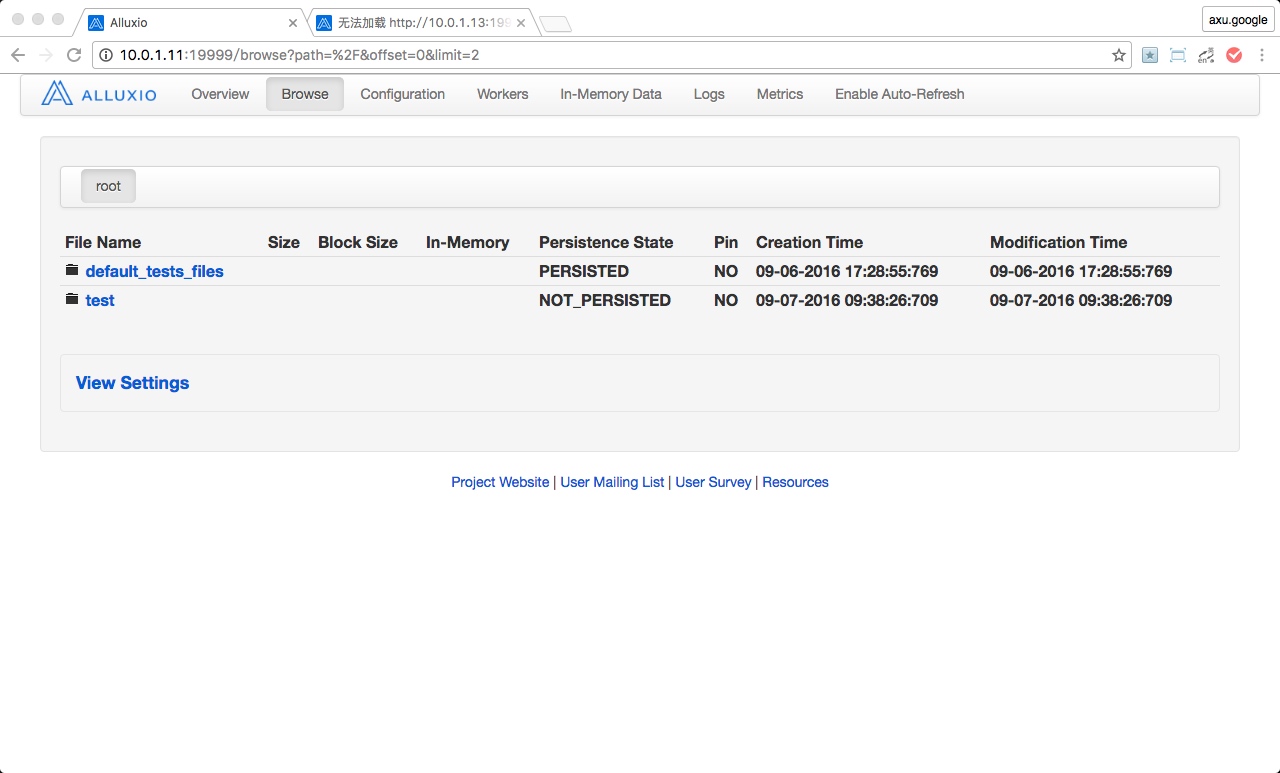 Alluxio
无法加载 http://10.0.1.13:199
axu.google
10.0.1.11:19999/browse?path=%2F&offset=0&limit=2
ALLUXIO Overview Browse Configuration Workers In-Memory Data Logs Metrics Enable Auto-Refresh
root
File Name Size Block Size In-Memory Persistence State Pin Creation Time Modification Time
default_tests_files PERSISTED NO 09-06-2016 17:28:55:769 09-06-2016 17:28:55:769
test NOT_PERSISTED NO 09-07-2016 09:38:26:709 09-07-2016 09:38:26:709
View Settings
Project Website | User Mailing List | User Survey | Resources